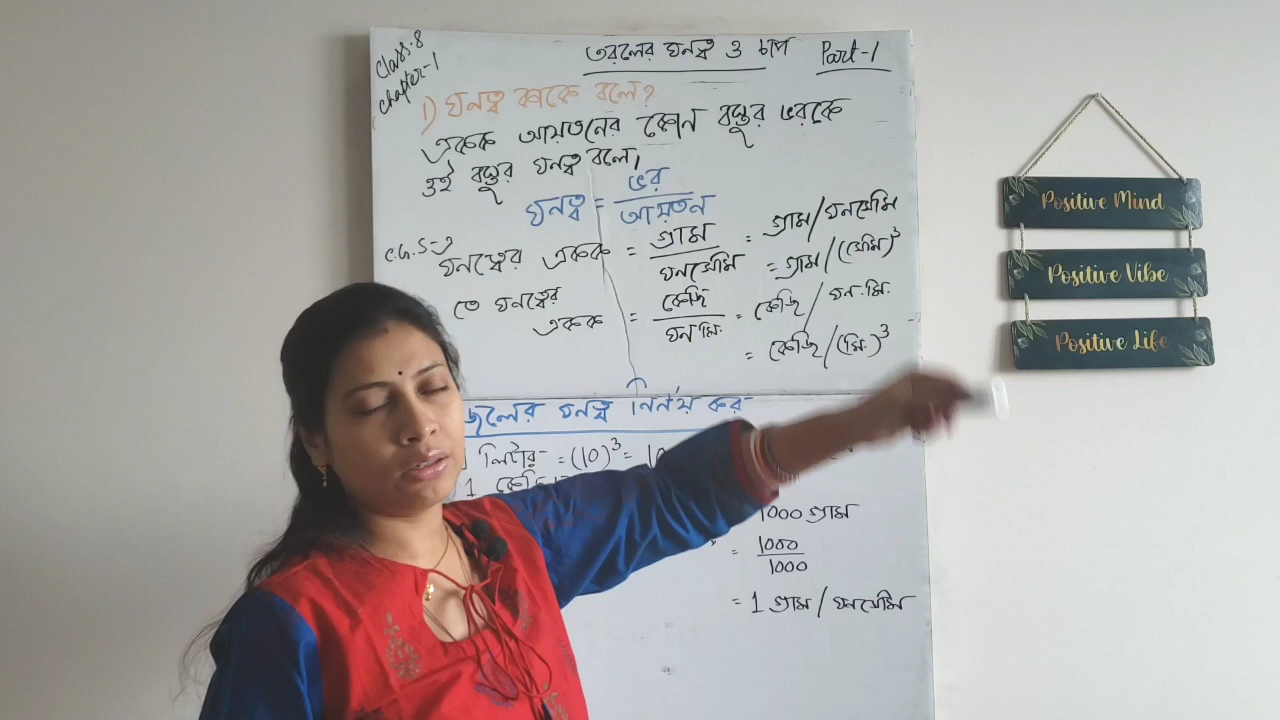 Class:8
chapter-1
তরলের ঘনত্ব ও চাপ Part-1
1) ঘনত্ব কাকে বলে?
একক আয়তনের কোন বস্তুর ভরকে
ওই বস্তুর ঘনত্ব বলে।
ঘনত্ব = ভর / আয়তন
C.G.S-এ
ঘনত্বের একক = গ্রাম / ঘনসেমি = গ্রাম/ঘনসেমি
= গ্রাম/(সেমি)³
তে ঘনত্বের
একক = কেজি / ঘনমি. = কেজি/ঘন.মি.
= কেজি/(মি.)³
জলের ঘনত্ব নির্ণয় কর
লিটার = (10)³ =
1 কেজি
1000 গ্রাম
= 1000 / 1000
= 1 গ্রাম/ঘনসেমি
Positive Mind
Positive Vibe
Positive Life